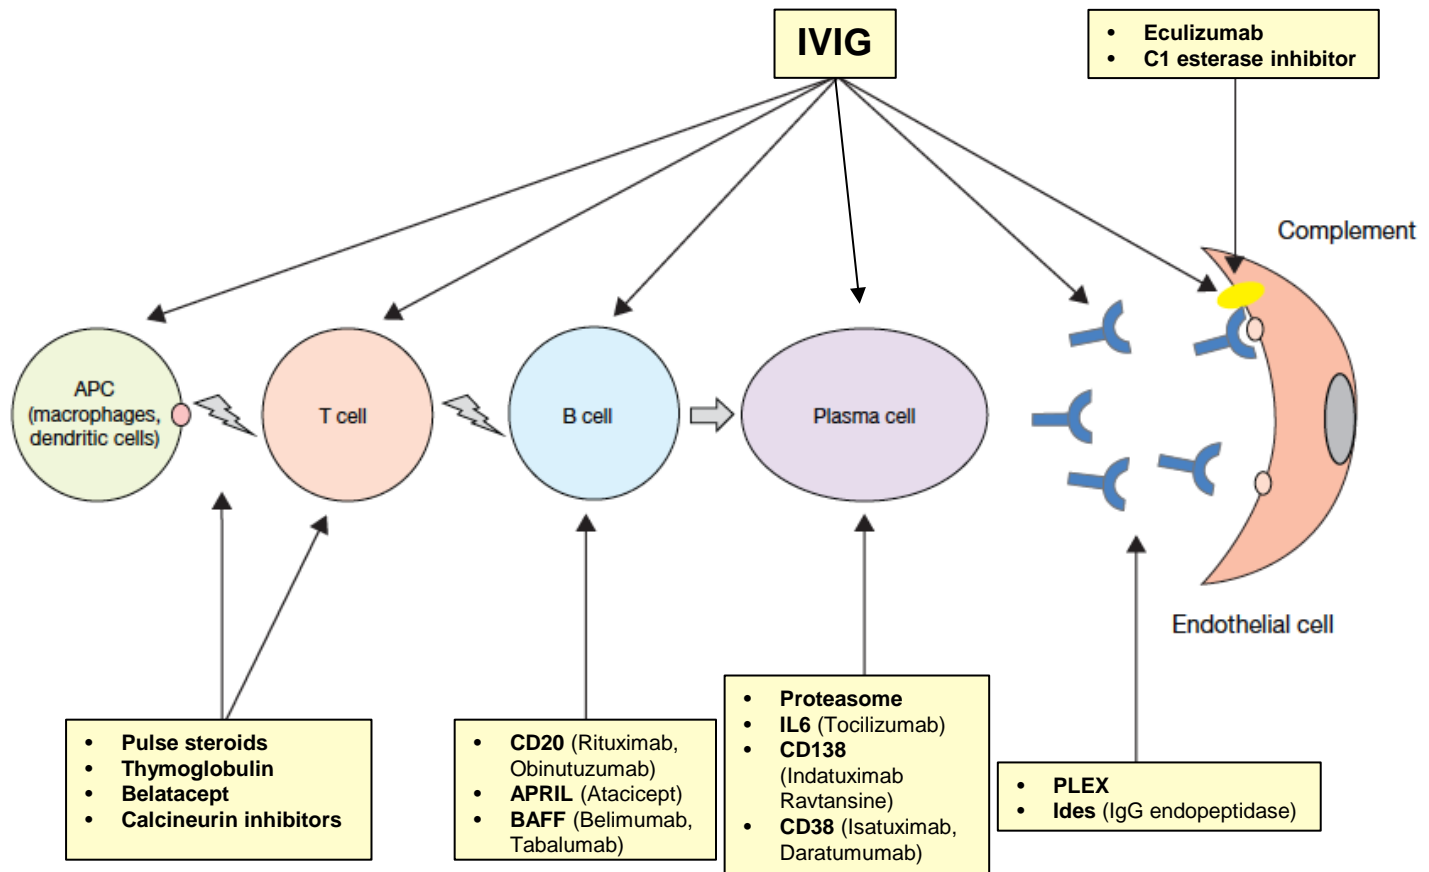 IVIG
• Eculizumab
• C1 esterase inhibitor
Complement
APC
(macrophages,
dendritic cells)
T cell
B cell
Plasma cell
Endothelial cell
• Pulse steroids
• Thymoglobulin
• Belatacept
• Calcineurin inhibitors
• CD20 (Rituximab,
Obinutuzumab)
• APRIL (Atacicept)
• BAFF (Belimumab,
Tabalumab)
• Proteasome
• IL6 (Tocilizumab)
• CD138
(Indatuximab
Ravtansine)
• CD38 (Isatuximab,
Daratumumab)
• PLEX
• Ides (IgG endopeptidase)